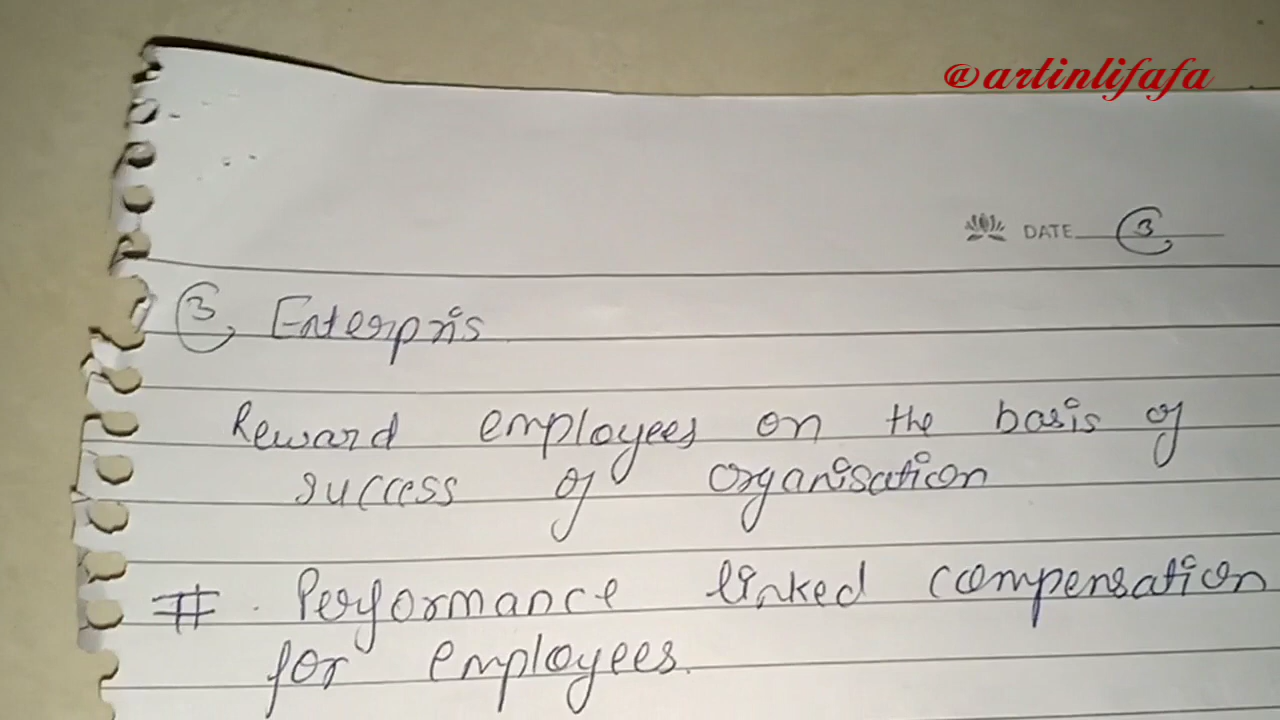 @artinlifafa
DATE 3
3 Enterpris
Reward employees on the basis of
success of organisation
# Performance linked compensation
for employees.